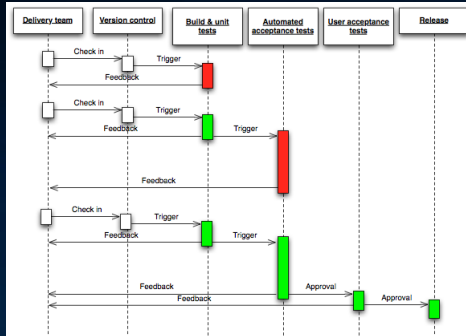 Delivery team
Version control
Build & unit
tests
Automated
acceptance tests
User acceptance
tests
Release
Check in
Trigger
Feedback
Check in
Trigger
Feedback
Trigger
Feedback
Check in
Trigger
Feedback
Trigger
Feedback
Approval
Feedback
Approval